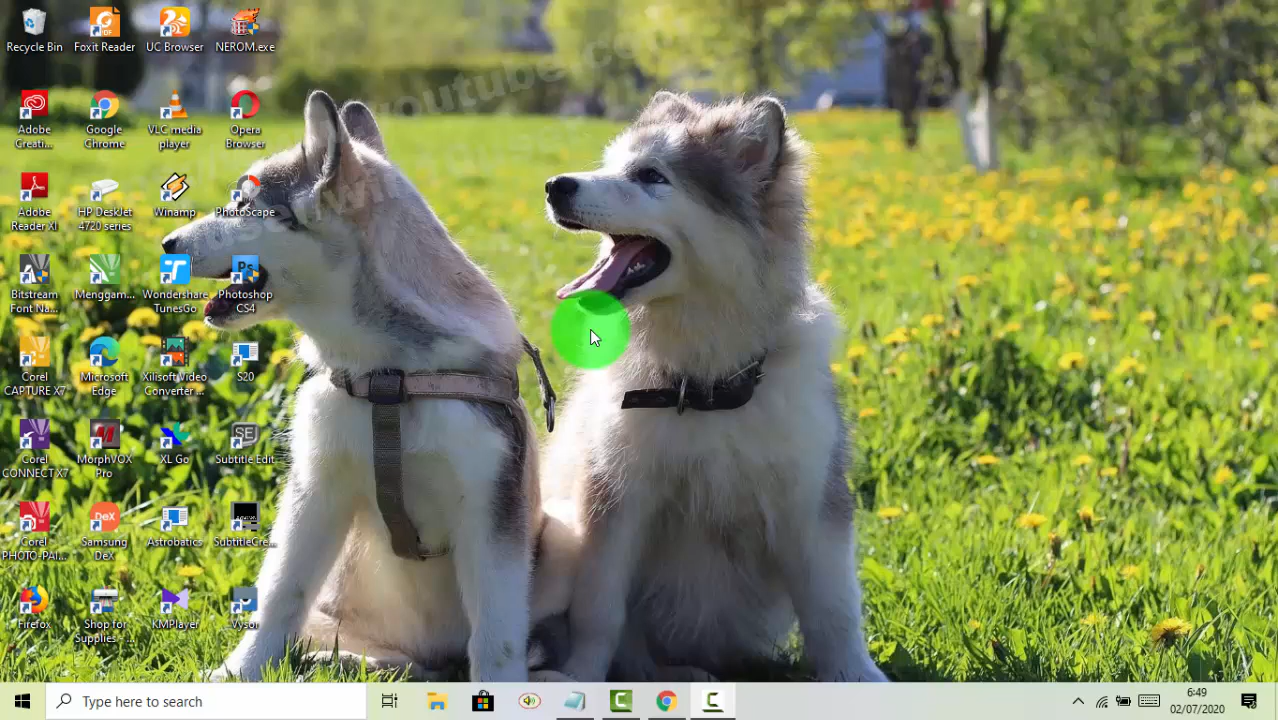 Recycle Bin
Foxit Reader
UC Browser
NEROM.exe
Adobe
Creati...
Google
Chrome
VLC media
player
Opera
Browser
Adobe
Reader XI
HP DeskJet
4720 series
Winamp
PhotoScape
Bitstream
Font Na...
Menggam...
Wondershare
TunesGo
Photoshop
CS4
Corel
CAPTURE X7
Microsoft
Edge
Xilisoft Video
Converter ...
S20
Corel
CONNECT X7
MorphVOX
Pro
XL Go
Subtitle Edit
Corel
PHOTO-PAI...
Samsung
DeX
Astrobatics
SubtitleCre...
Firefox
Shop for
Supplies - ...
KMPlayer
Vysor
Type here to search
6:49
02/07/2020